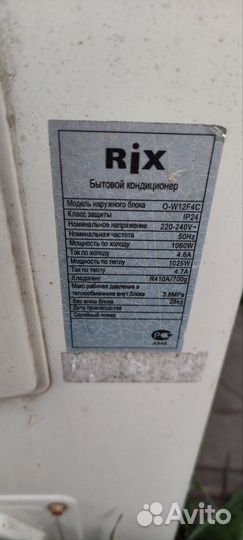 RiX
Бытовой кондиционер
Модель наружного блока O-W12F4C
Класс защиты IP24
Номинальное напряжение 220-240V~
Номинальная частота 50Hz
Мощность по холоду 1060W
Ток по холоду 4.6A
Мощность по теплу 1025W
Ток по теплу 4.7A
Хладогент R410A/700g
Макс.рабочее давление в
теплообменнике внут.блока 3,8MPa
Вес внеш.блока 28kg
Дата производства
Серийный номер
Avito